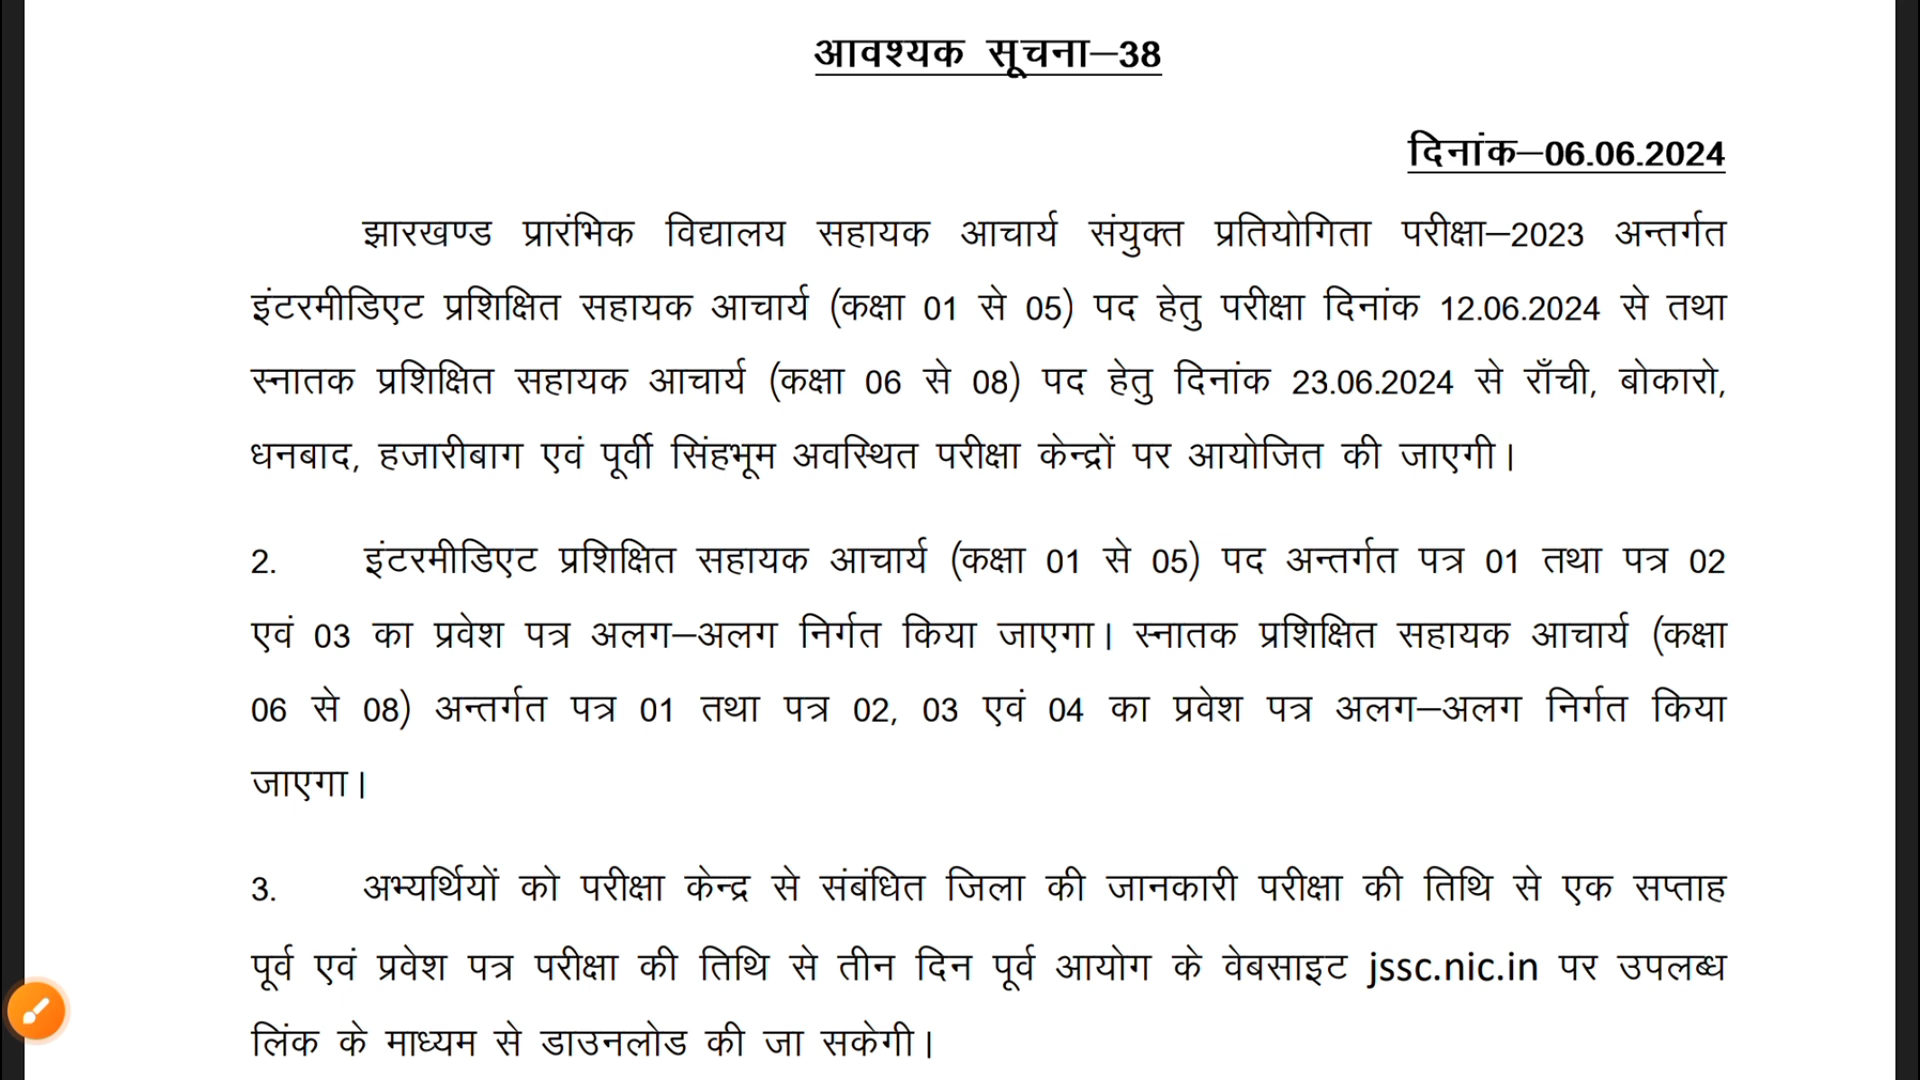 आवश्यक सूचना–38
दिनांक–06.06.2024
झारखण्ड प्रारंभिक विद्यालय सहायक आचार्य संयुक्त प्रतियोगिता परीक्षा–2023 अन्तर्गत
इंटरमीडिएट प्रशिक्षित सहायक आचार्य (कक्षा 01 से 05) पद हेतु परीक्षा दिनांक 12.06.2024 से तथा
स्नातक प्रशिक्षित सहायक आचार्य (कक्षा 06 से 08) पद हेतु दिनांक 23.06.2024 से राँची, बोकारो,
धनबाद, हजारीबाग एवं पूर्वी सिंहभूम अवस्थित परीक्षा केन्द्रों पर आयोजित की जाएगी।
2. इंटरमीडिएट प्रशिक्षित सहायक आचार्य (कक्षा 01 से 05) पद अन्तर्गत पत्र 01 तथा पत्र 02
एवं 03 का प्रवेश पत्र अलग–अलग निर्गत किया जाएगा। स्नातक प्रशिक्षित सहायक आचार्य (कक्षा
06 से 08) अन्तर्गत पत्र 01 तथा पत्र 02, 03 एवं 04 का प्रवेश पत्र अलग–अलग निर्गत किया
जाएगा।
3. अभ्यर्थियों को परीक्षा केन्द्र से संबंधित जिला की जानकारी परीक्षा की तिथि से एक सप्ताह
पूर्व एवं प्रवेश पत्र परीक्षा की तिथि से तीन दिन पूर्व आयोग के वेबसाइट jssc.nic.in पर उपलब्ध
लिंक के माध्यम से डाउनलोड की जा सकेगी।